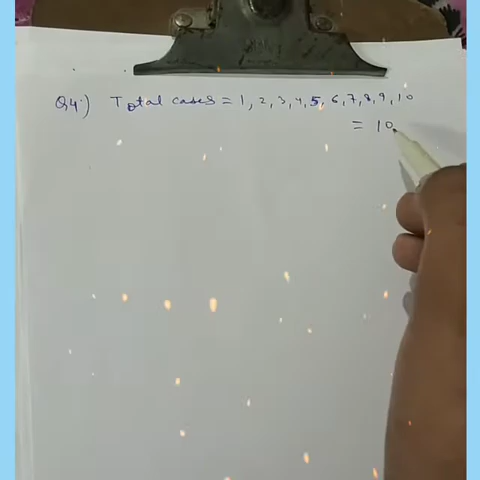 Q4:) Total cases = 1, 2, 3, 4, 5, 6, 7, 8, 9, 10
= 10